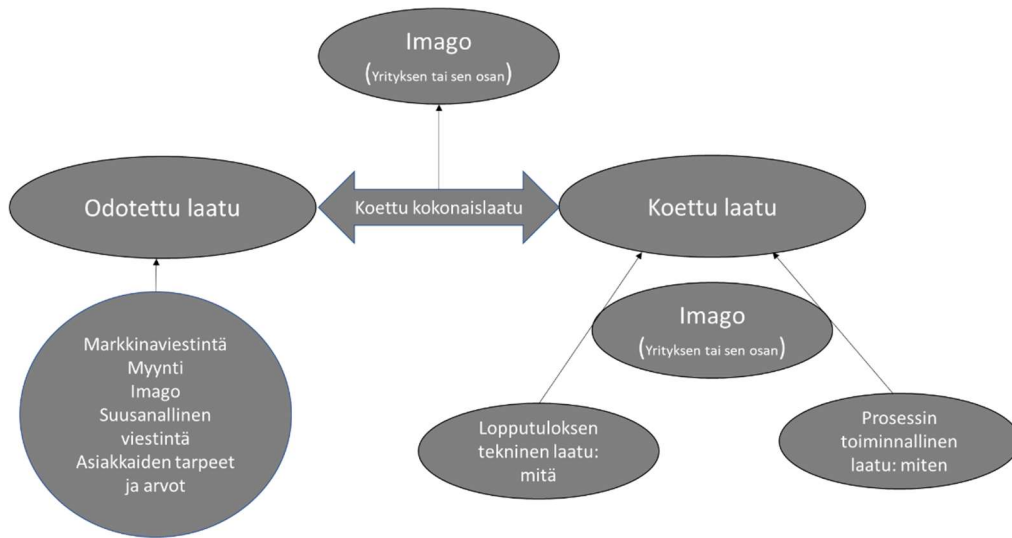 Imago
(Yrityksen tai sen osan)
Odotettu laatu
Koettu kokonaislaatu
Koettu laatu
Markkinaviestintä
Myynti
Imago
Suusanallinen
viestintä
Asiakkaiden tarpeet
ja arvot
Imago
(Yrityksen tai sen osan)
Lopputuloksen
tekninen laatu:
mitä
Prosessin
toiminnallinen
laatu: miten